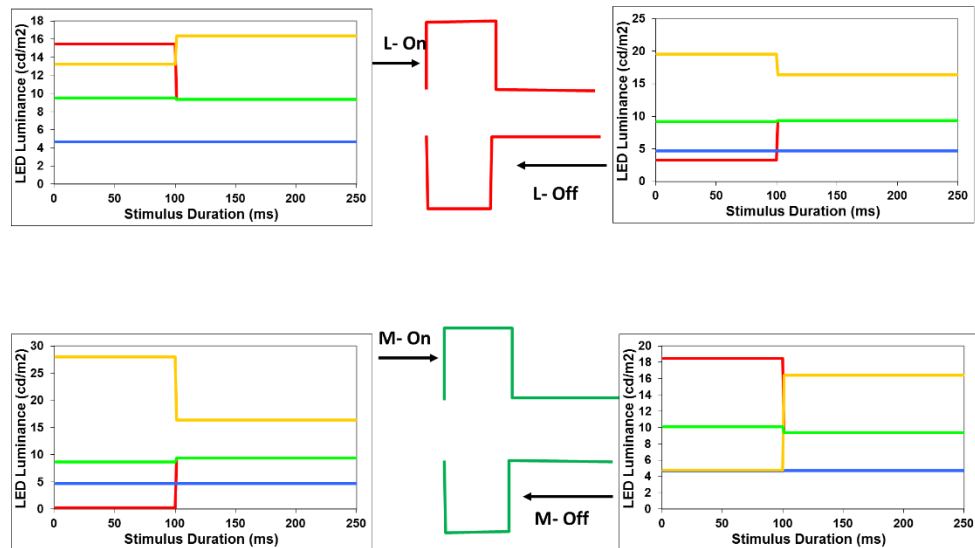 LED Luminance (cd/m2)
18
16
14
12
10
8
6
4
2
0
0 50 100 150 200 250
Stimulus Duration (ms)
L- On
L- Off
LED Luminance (cd/m2)
25
20
15
10
5
0
0 50 100 150 200 250
Stimulus Duration (ms)
LED Luminance (cd/m2)
30
25
20
15
10
5
0
0 50 100 150 200 250
Stimulus Duration (ms)
M- On
M- Off
LED Luminance (cd/m2)
20
18
16
14
12
10
8
6
4
2
0
0 50 100 150 200 250
Stimulus Duration (ms)